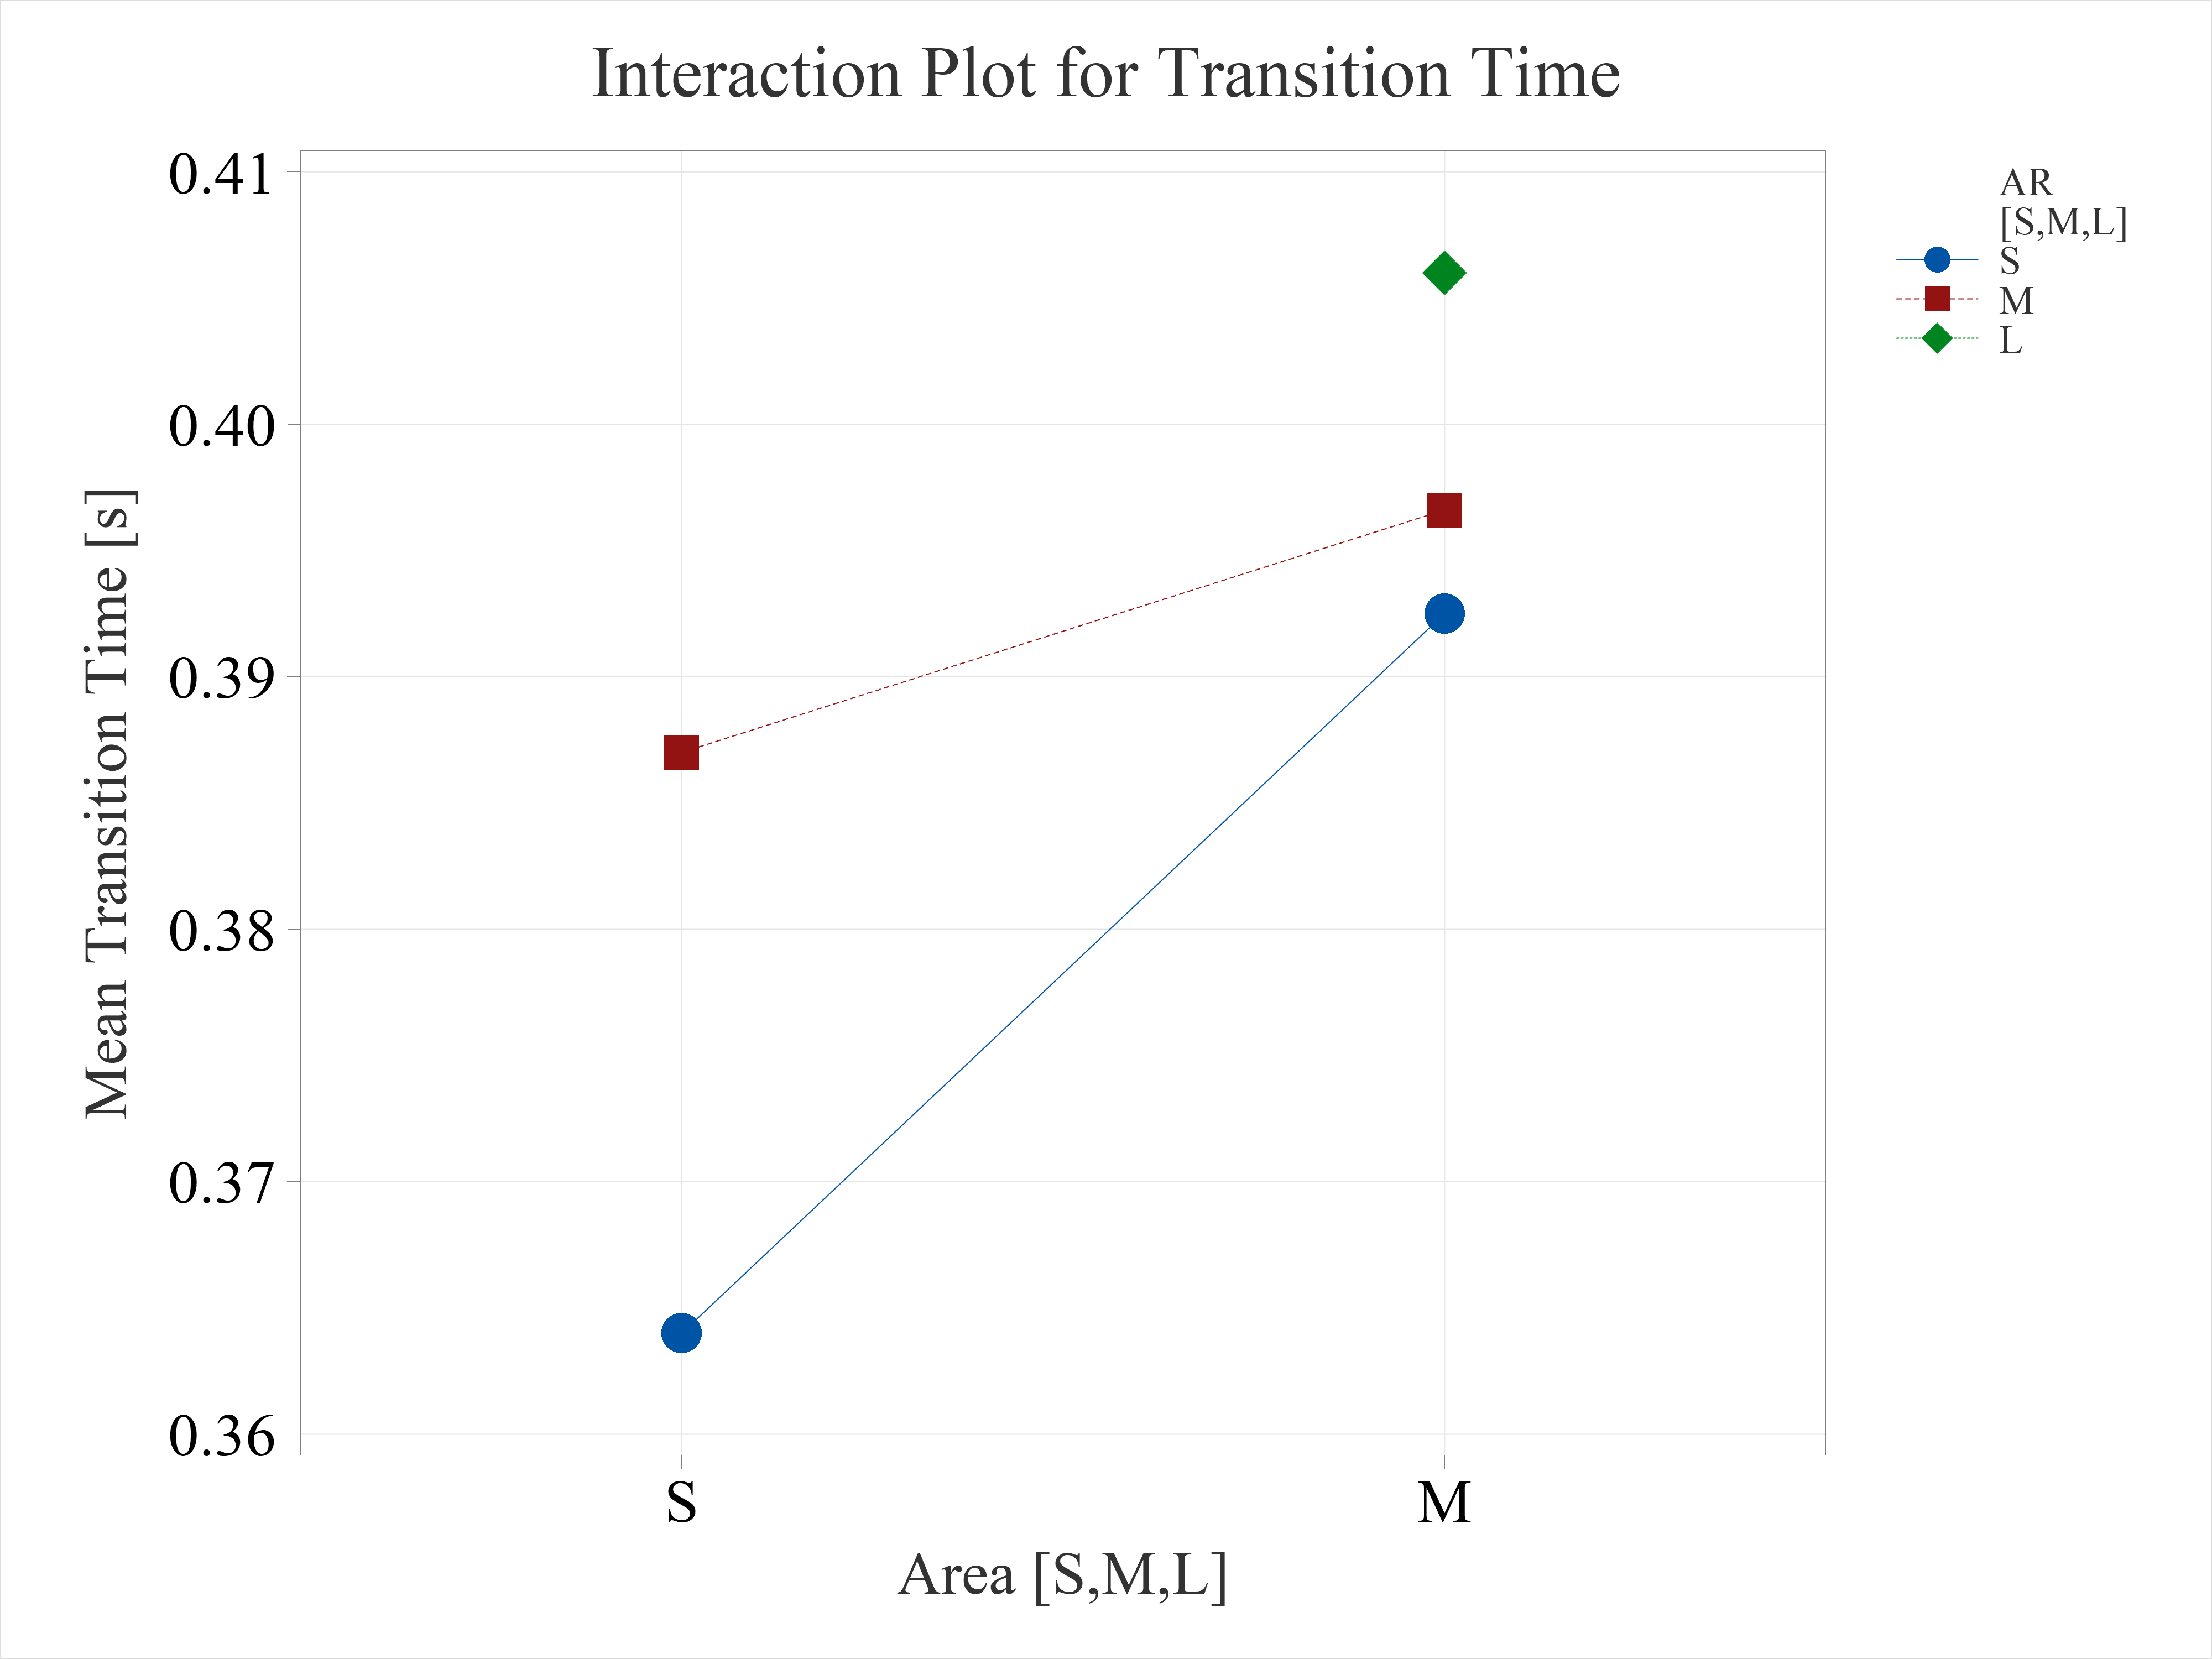 Interaction Plot for Transition Time
0.41
0.40
0.39
0.38
0.37
0.36
Mean Transition Time [s]
S
M
Area [S,M,L]
AR
[S,M,L]
S
M
L